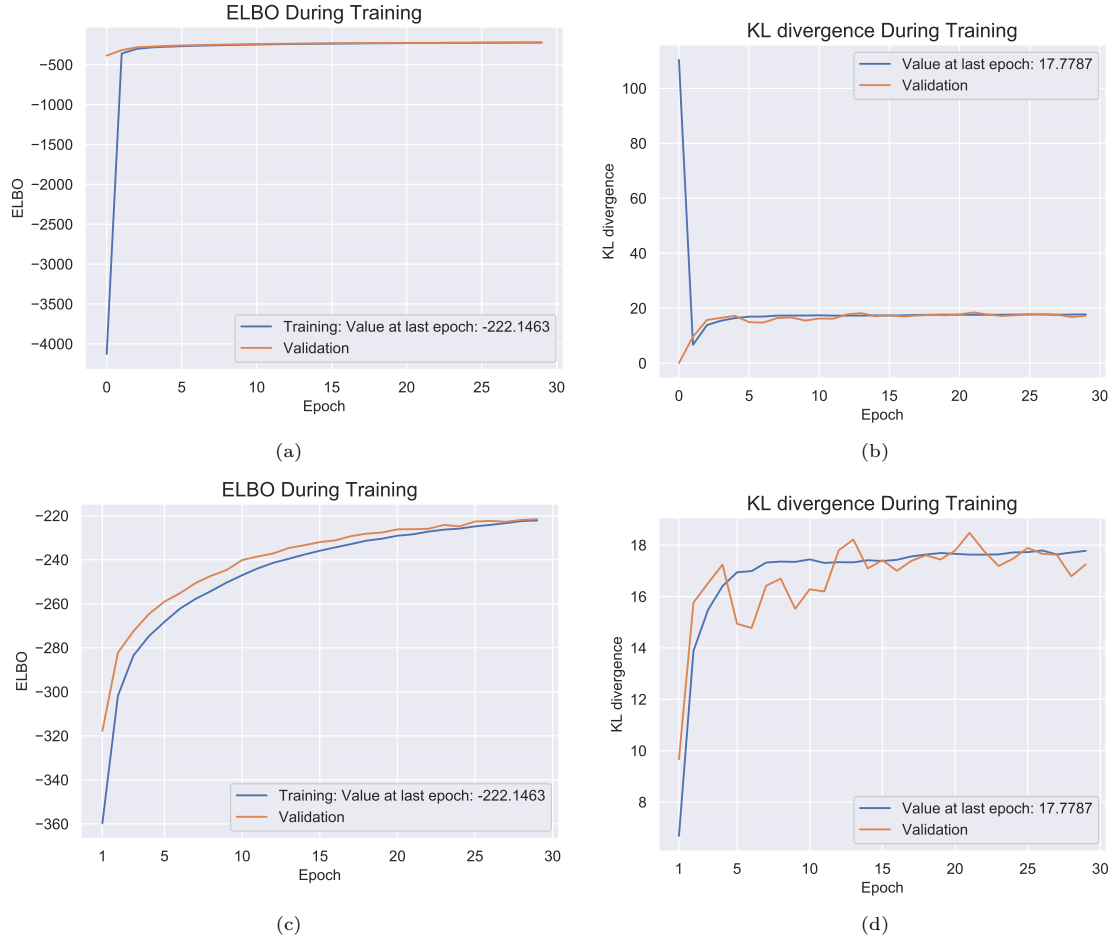 ELBO During Training
−500
−1000
−1500
−2000
−2500
−3000
−3500
−4000
ELBO
0 5 10 15 20 25 30
Epoch
Training: Value at last epoch: -222.1463
Validation
(a)
KL divergence During Training
100
80
60
40
20
0
KL divergence
0 5 10 15 20 25 30
Epoch
Value at last epoch: 17.7787
Validation
(b)
ELBO During Training
−220
−240
−260
−280
−300
−320
−340
−360
ELBO
1 5 10 15 20 25 30
Epoch
Training: Value at last epoch: -222.1463
Validation
(c)
KL divergence During Training
18
16
14
12
10
8
KL divergence
1 5 10 15 20 25 30
Epoch
Value at last epoch: 17.7787
Validation
(d)